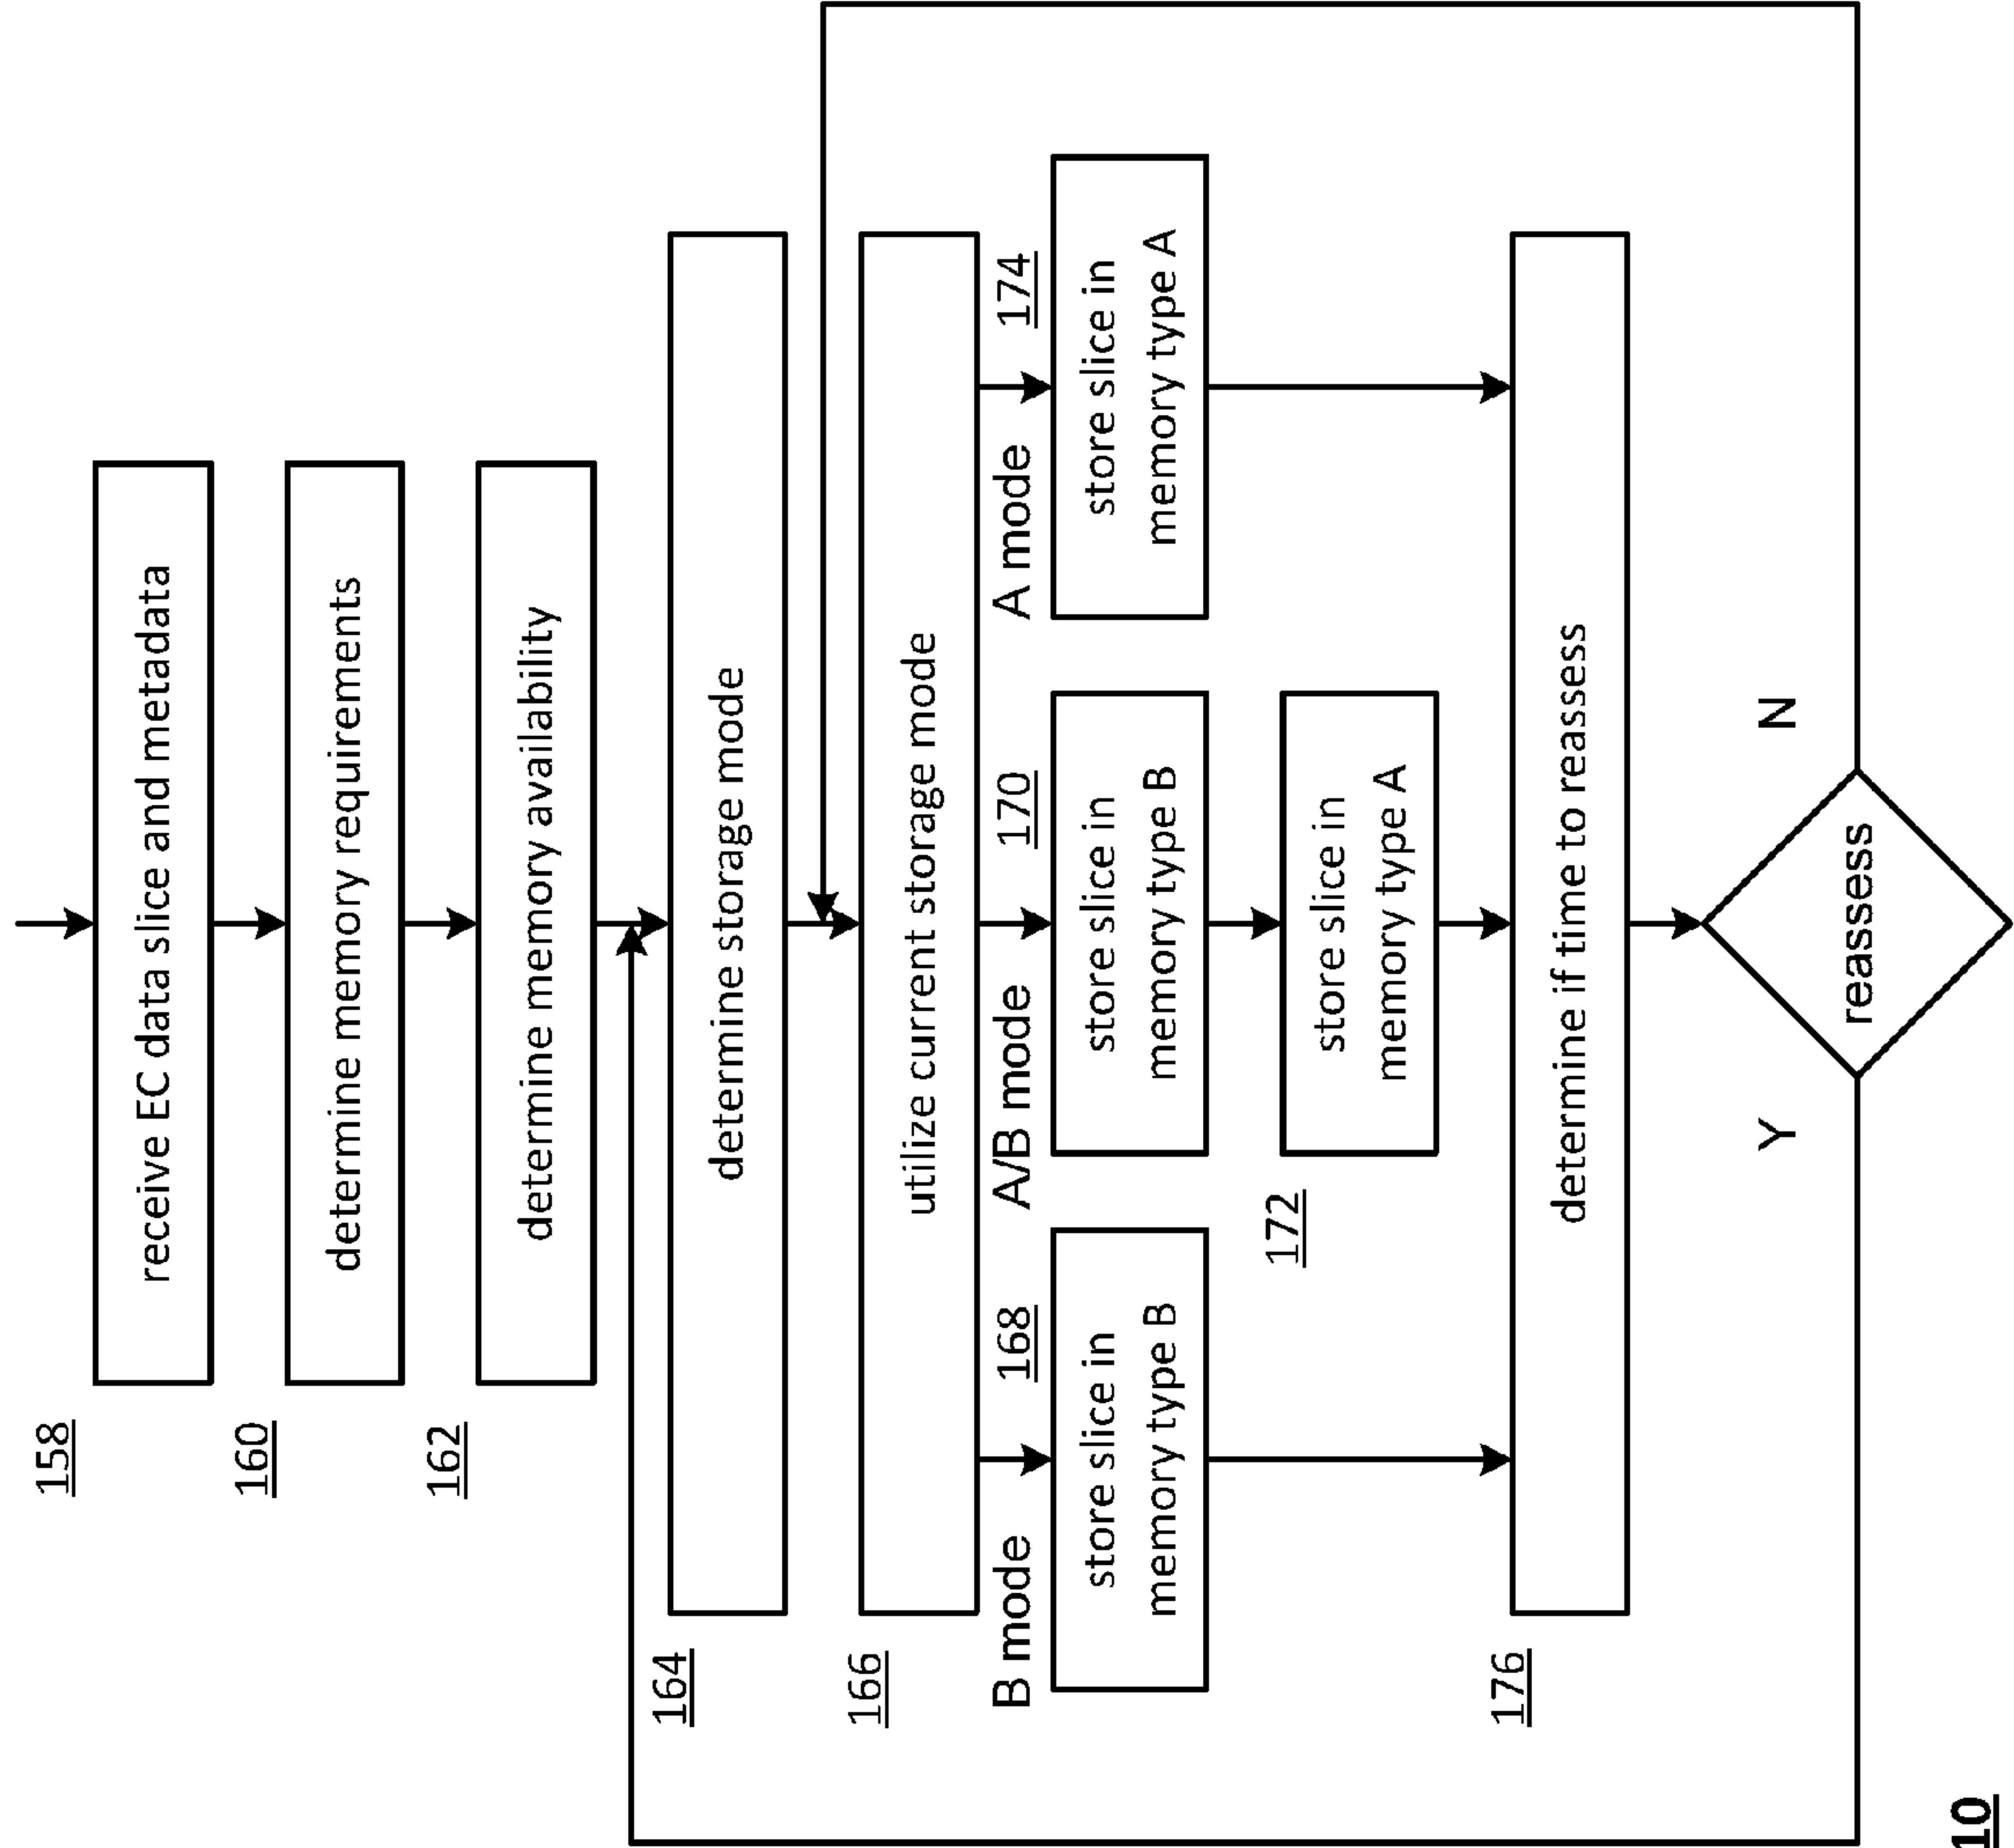 158
receive EC data slice and metadata
160
determine memory requirements
162
determine memory availability
164
determine storage mode
166
utilize current storage mode
B mode
168
A/B mode
170
A mode
174
store slice in
memory type B
store slice in
memory type B
store slice in
memory type A
172
store slice in
memory type A
176
determine if time to reassess
Y
N
reassess
10